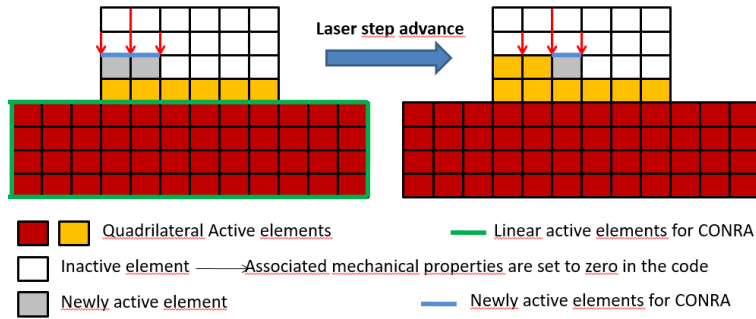 Laser step advance
Quadrilateral Active elements
Linear active elements for CONRA
Inactive element
Associated mechanical properties are set to zero in the code
Newly active element
Newly active elements for CONRA